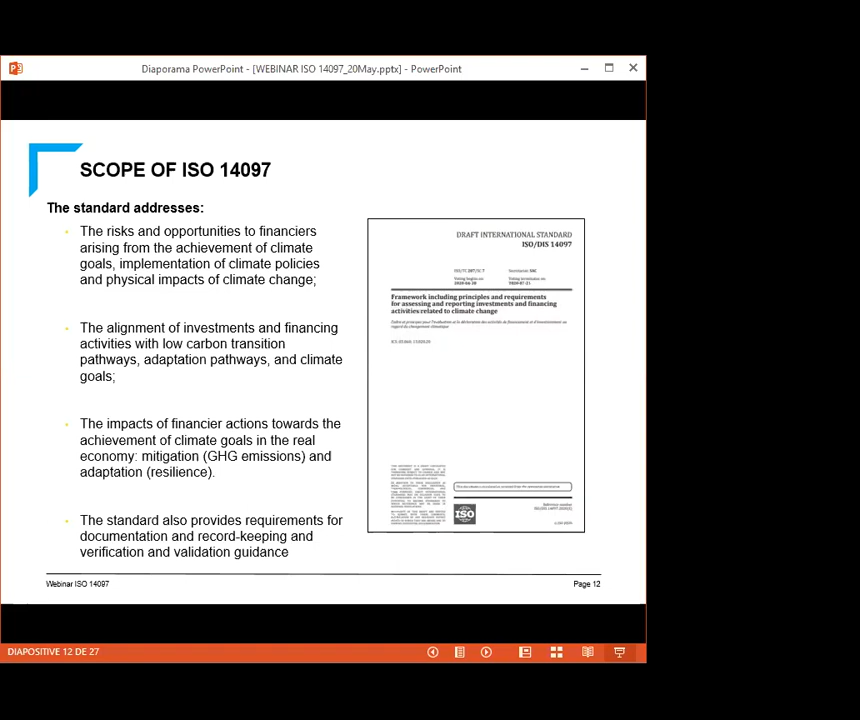 Diaporama PowerPoint - [WEBINAR ISO 14097_20May.pptx] - PowerPoint
SCOPE OF ISO 14097
The standard addresses:
The risks and opportunities to financiers
arising from the achievement of climate
goals, implementation of climate policies
and physical impacts of climate change;
The alignment of investments and financing
activities with low carbon transition
pathways, adaptation pathways, and climate
goals;
The impacts of financier actions towards the
achievement of climate goals in the real
economy: mitigation (GHG emissions) and
adaptation (resilience).
The standard also provides requirements for
documentation and record-keeping and
verification and validation guidance
DRAFT INTERNATIONAL STANDARD
ISO/DIS 14097
Framework including principles and requirements
for assessing and reporting investments and financing
activities related to climate change
ISO
Webinar ISO 14097
Page 12
DIAPOSITIVE 12 DE 27